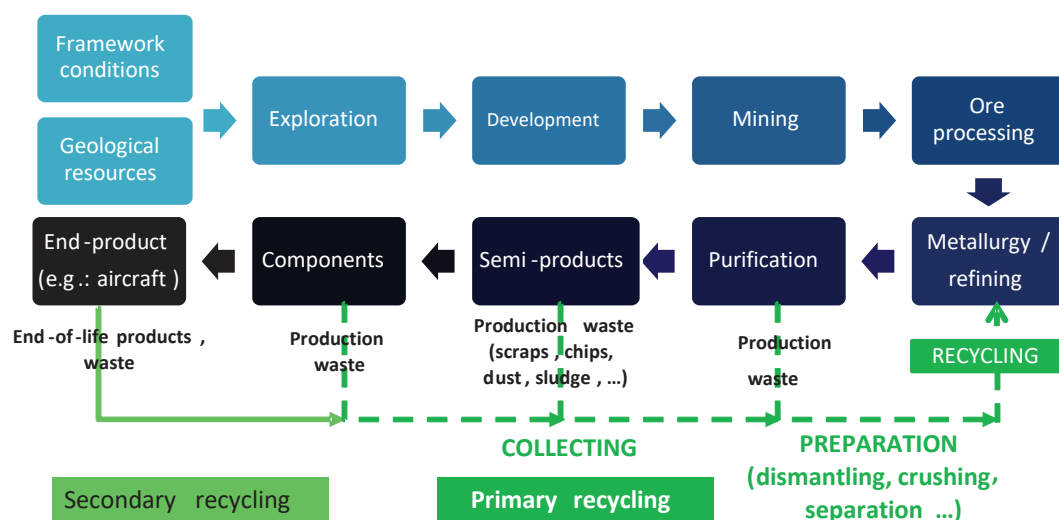 Framework
conditions
Geological
resources
Exploration
Development
Mining
Ore
processing
End-product
(e.g.: aircraft )
Components
Semi-products
Purification
Metallurgy /
refining
End-of-life products ,
waste
Production
waste
Production waste
(scraps , chips,
dust , sludge , …)
Production
waste
RECYCLING
COLLECTING
PREPARATION
(dismantling, crushing,
separation …)
Secondary recycling
Primary recycling